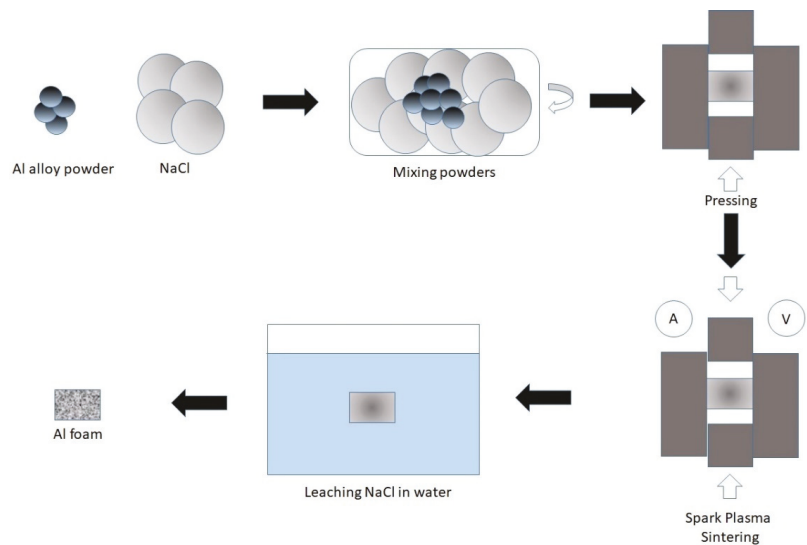 Al alloy powder
NaCl
Mixing powders
Pressing
A
V
Al foam
Leaching NaCl in water
Spark Plasma
Sintering